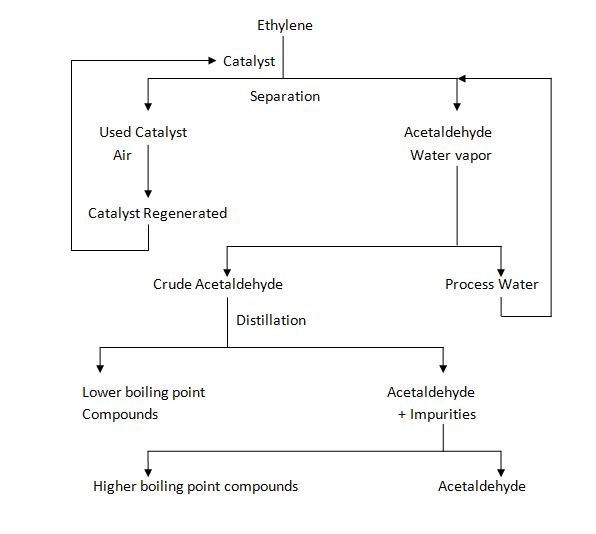 Ethylene
Catalyst
Separation
Used Catalyst
Air
Acetaldehyde
Water vapor
Catalyst Regenerated
Crude Acetaldehyde
Process Water
Distillation
Lower boiling point
Compounds
Acetaldehyde
+ Impurities
Higher boiling point compounds
Acetaldehyde